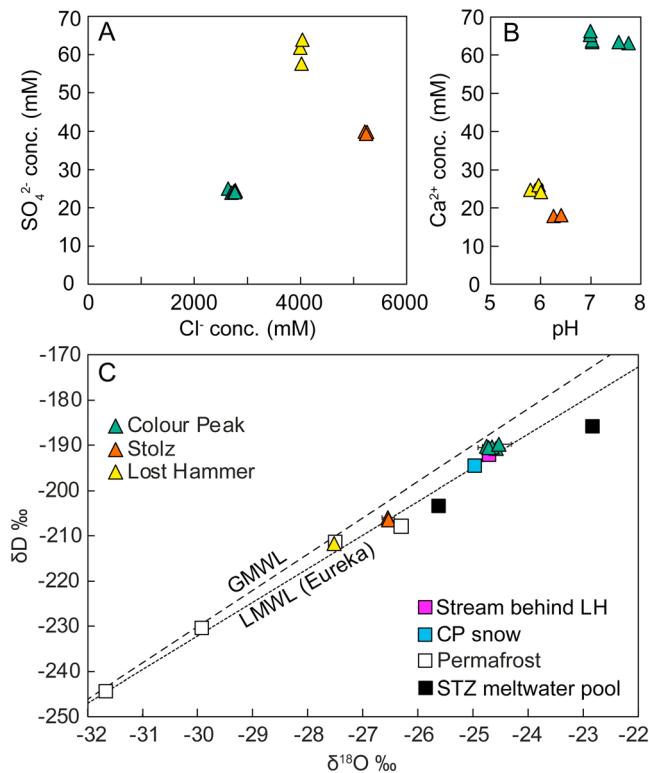 A
SO₄²⁻ conc. (mM)
70
60
50
40
30
20
10
0
0 2000 4000 6000
Cl⁻ conc. (mM)
B
Ca²⁺ conc. (mM)
70
60
50
40
30
20
10
0
5 6 7 8
pH
C
δD ‰
-170
-180
-190
-200
-210
-220
-230
-240
-250
Colour Peak
Stolz
Lost Hammer
GMWL
LMWL (Eureka)
Stream behind LH
CP snow
Permafrost
STZ meltwater pool
-32 -31 -30 -29 -28 -27 -26 -25 -24 -23 -22
δ¹⁸O ‰